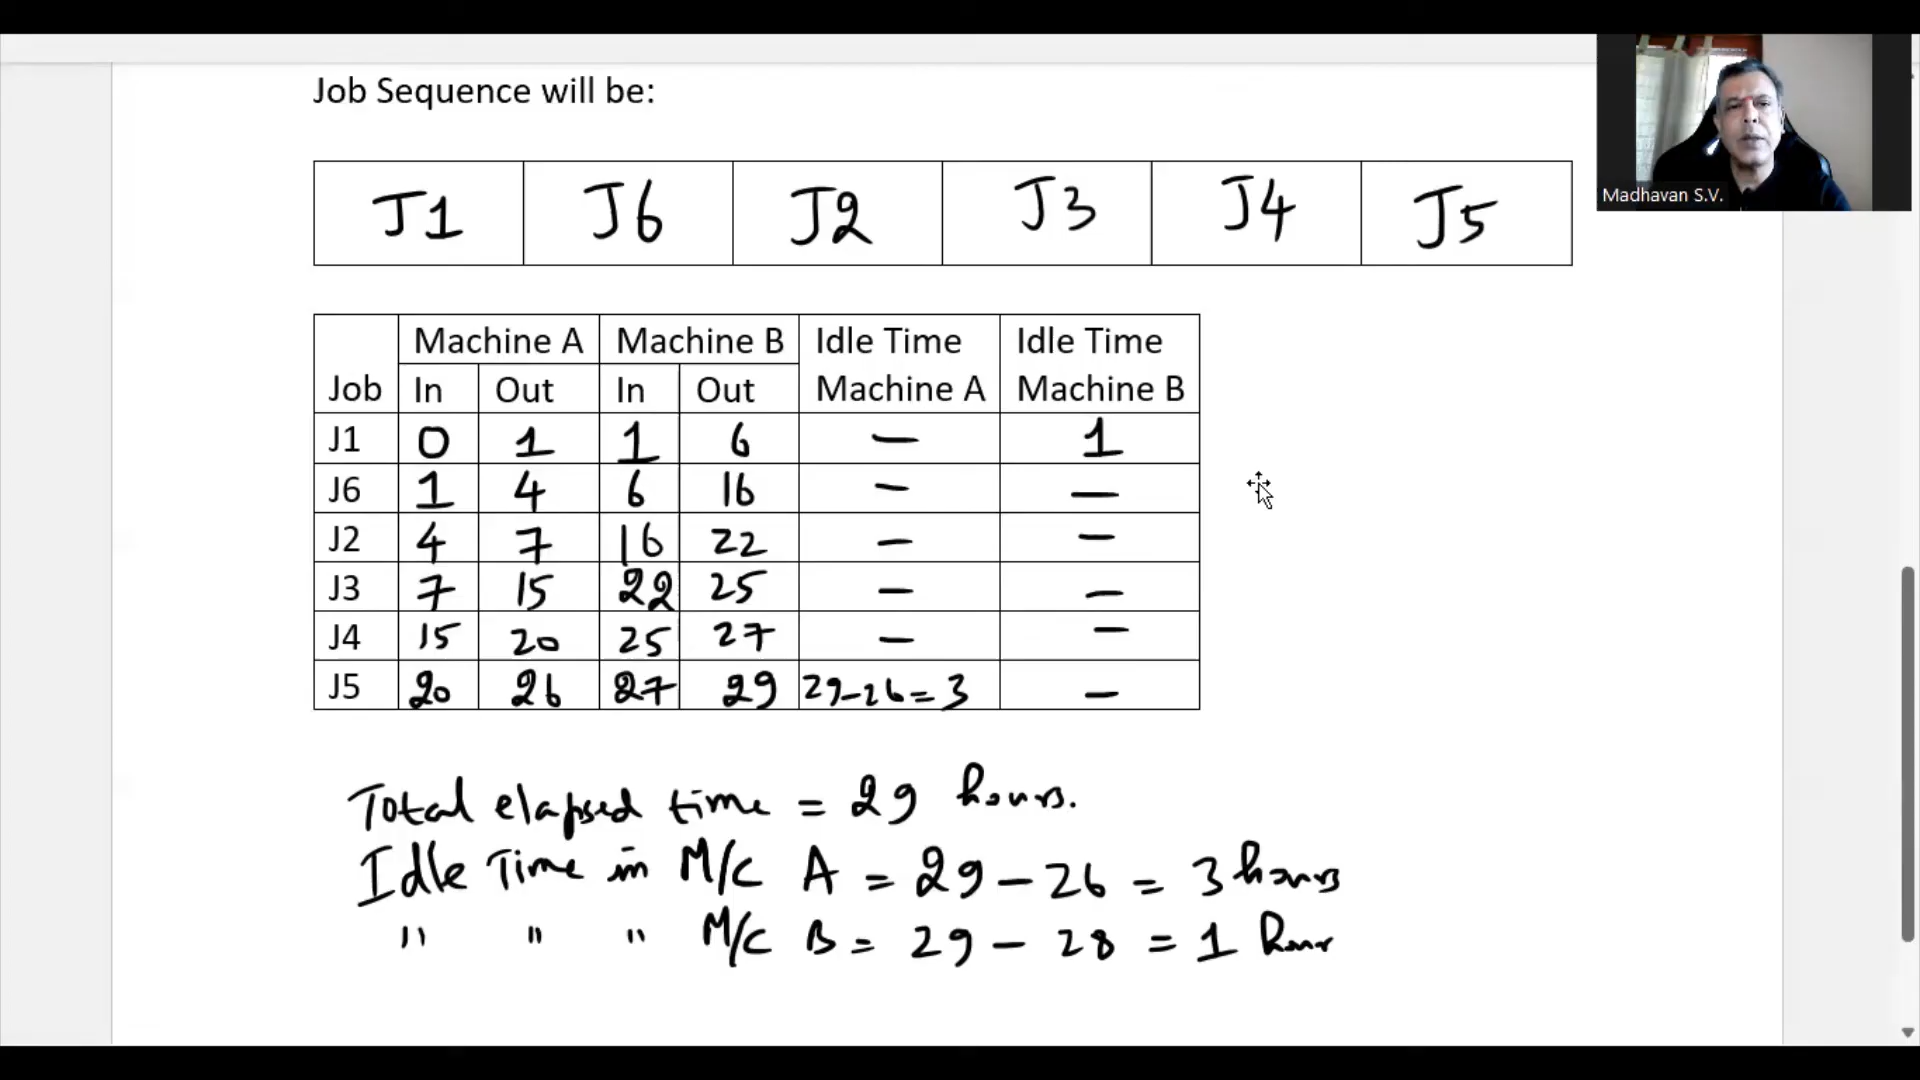 Job Sequence will be:
Madhavan S.V.
J1 J6 J2 J3 J4 J5
Job Machine A Machine B Idle Time Machine A Idle Time Machine B
In Out In Out
J1 0 1 1 6 — 1
J6 1 4 6 16 — —
J2 4 7 16 22 — —
J3 7 15 22 25 — —
J4 15 20 25 27 — —
J5 20 26 27 29 29-26=3 —
Total elapsed time = 29 hours.
Idle Time in M/C A = 29 - 26 = 3 hours
" " " M/C B = 29 - 28 = 1 hour